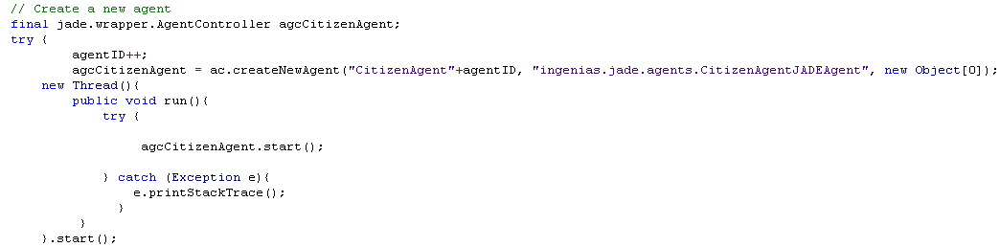 // Create a new agent
final jade.wrapper.AgentController agcCitizenAgent;
try {
agentID++;
agcCitizenAgent = ac.createNewAgent("CitizenAgent"+agentID, "ingenias.jade.agents.CitizenAgentJADEAgent", new Object[0]);
new Thread(){
public void run(){
try {
agcCitizenAgent.start();
} catch (Exception e){
e.printStackTrace();
}
}
}.start();